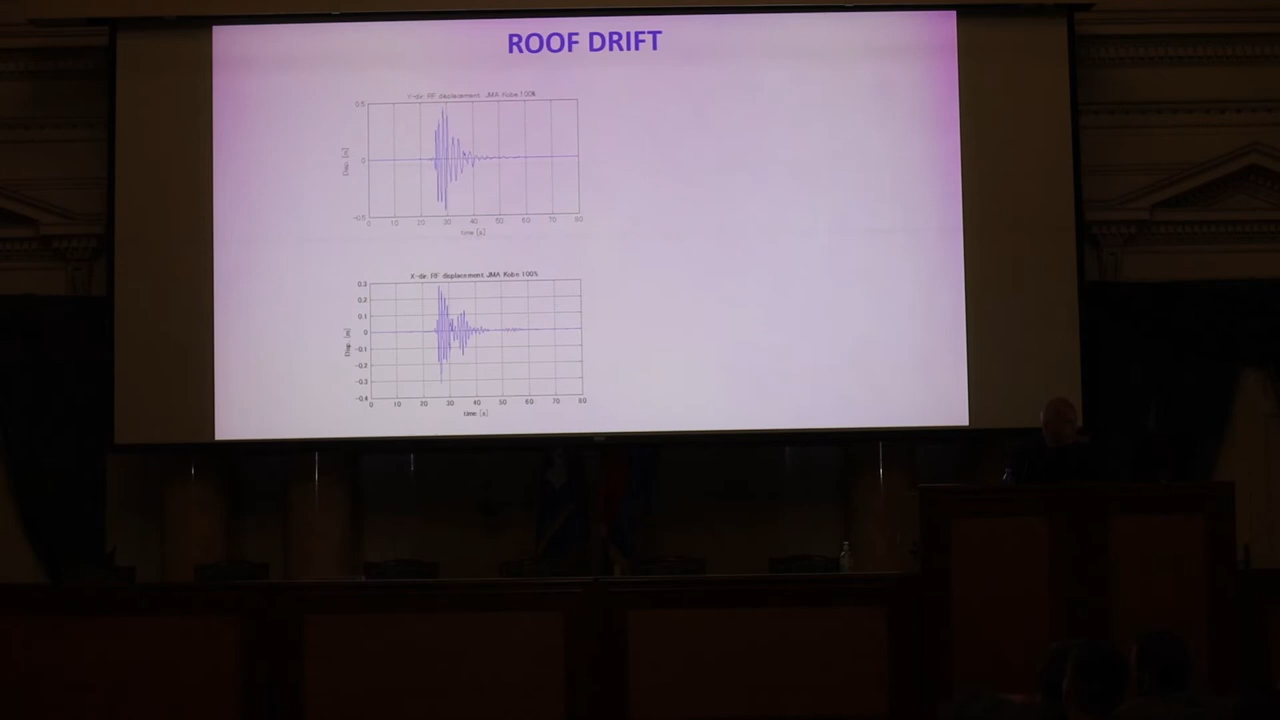 ROOF DRIFT
Y-dir. RF displacement JMA Kobe 100%
0.5
0
-0.5
Disp. [m]
0 10 20 30 40 50 60 70 80
time [s]
X-dir. RF displacement JMA Kobe 100%
0.3
0.2
0.1
0
-0.1
-0.2
-0.3
-0.4
Disp. [m]
0 10 20 30 40 50 60 70 80
time [s]